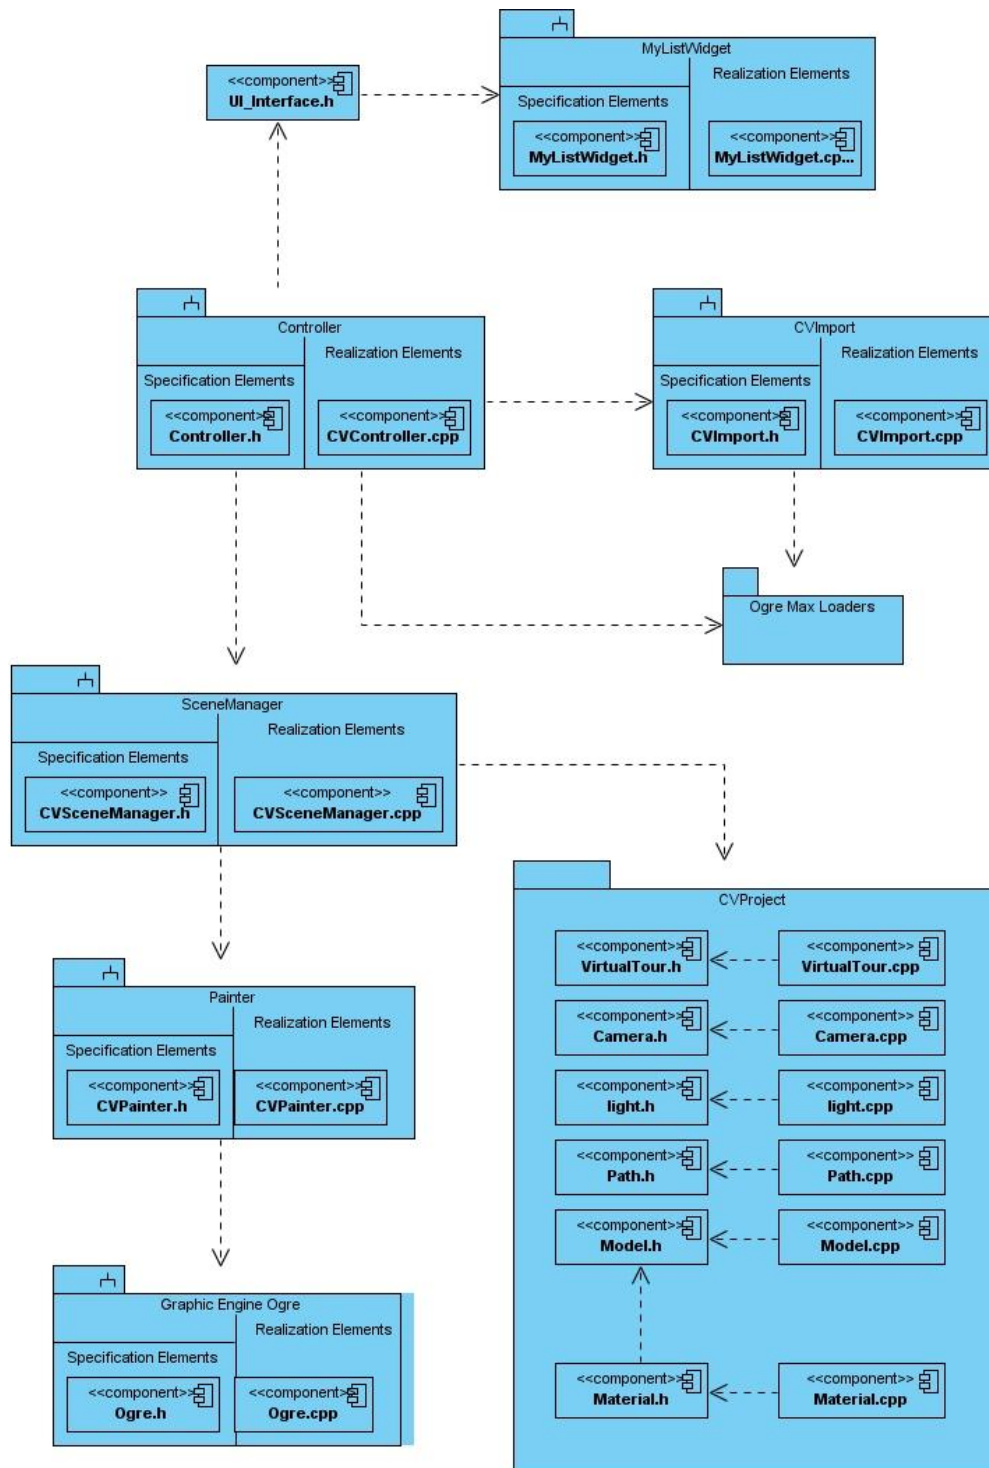 MyListWidget
<<component>>
UI_Interface.h
Realization Elements
Specification Elements
<<component>>
MyListWidget.h
<<component>>
MyListWidget.cp...
Controller
Realization Elements
Specification Elements
<<component>>
Controller.h
<<component>>
CVController.cpp
CVImport
Realization Elements
Specification Elements
<<component>>
CVImport.h
<<component>>
CVImport.cpp
Ogre Max Loaders
SceneManager
Realization Elements
Specification Elements
<<component>>
CVSceneManager.h
<<component>>
CVSceneManager.cpp
CVProject
<<component>>
VirtualTour.h
<<component>>
VirtualTour.cpp
<<component>>
Camera.h
<<component>>
Camera.cpp
<<component>>
light.h
<<component>>
light.cpp
<<component>>
Path.h
<<component>>
Path.cpp
<<component>>
Model.h
<<component>>
Model.cpp
<<component>>
Material.h
<<component>>
Material.cpp
Painter
Realization Elements
Specification Elements
<<component>>
CVPainter.h
<<component>>
CVPainter.cpp
Graphic Engine Ogre
Realization Elements
Specification Elements
<<component>>
Ogre.h
<<component>>
Ogre.cpp